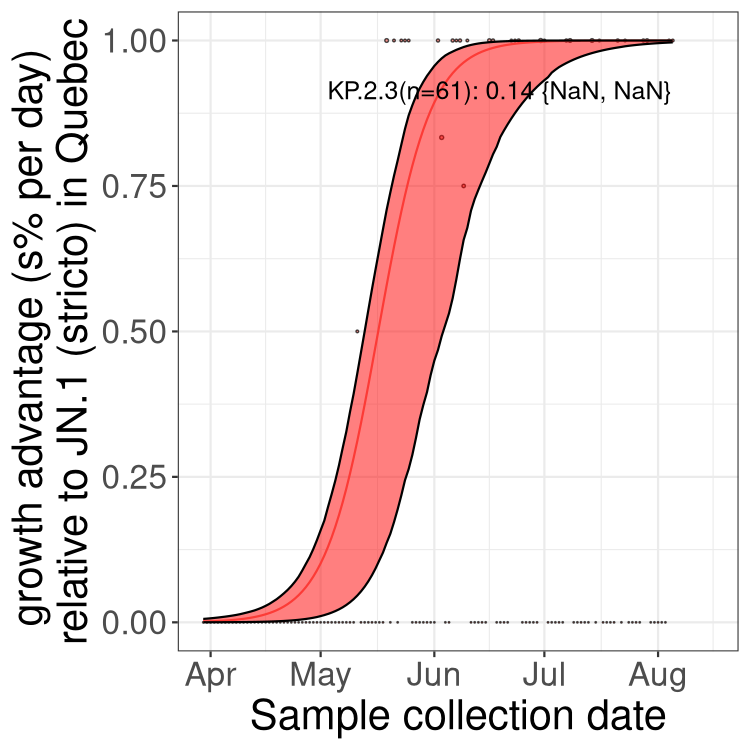 growth advantage (s% per day)
relative to JN.1 (stricto) in Quebec
1.00
0.75
0.50
0.25
0.00
KP.2.3(n=61): 0.14 {NaN, NaN}
Apr May Jun Jul Aug
Sample collection date